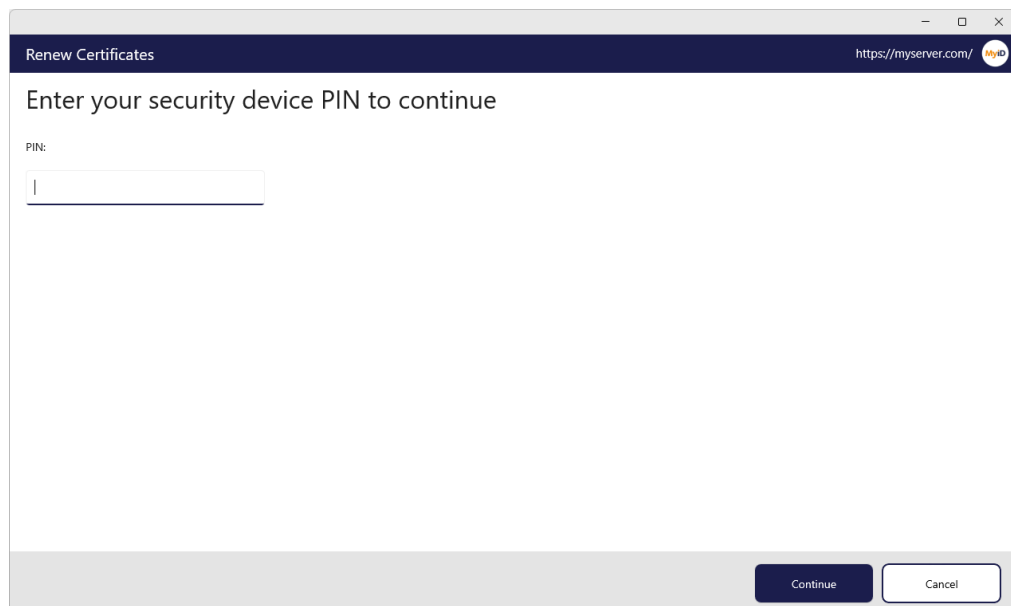 Renew Certificates
https://myserver.com/
MyID
Enter your security device PIN to continue
PIN:
Continue
Cancel